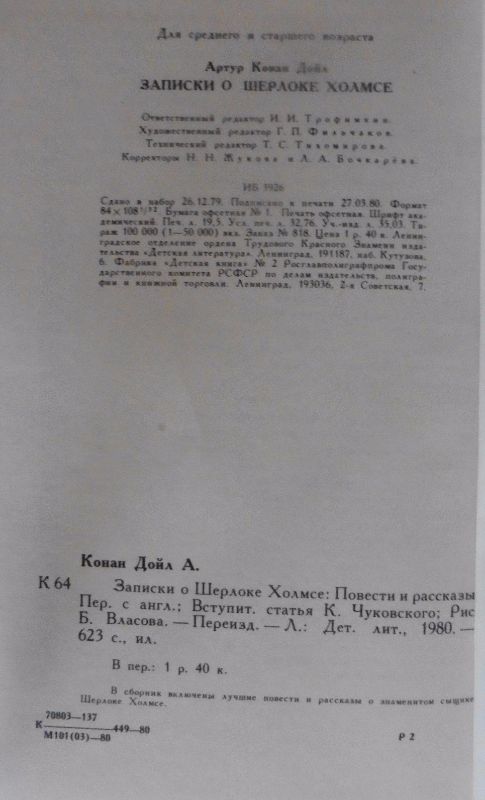 Для среднего и старшего возраста
Артур Конан Дойл
ЗАПИСКИ О ШЕРЛОКЕ ХОЛМСЕ
Ответственный редактор И. И. Трофимкин.
Художественный редактор Г. П. Фильчаков.
Технический редактор Т. С. Тихомирова.
Корректоры Н. Н. Жукова и Л. А. Бочкарёва.
ИБ 3926
Сдано в набор 26.12.79. Подписано к печати 27.03.80. Формат
84×108¹/₃₂. Бумага офсетная № 1. Печать офсетная. Шрифт ака-
демический. Печ. л. 19,5. Усл. печ. л. 32,76. Уч.-изд. л. 35,03. Ти-
раж 100 000 (1—50 000) экз. Заказ № 818. Цена 1 р. 40 к. Ленин-
градское отделение ордена Трудового Красного Знамени изда-
тельства «Детская литература». Ленинград, 191187, наб. Кутузова,
6. Фабрика «Детская книга» № 2 Росглавполиграфпрома Госу-
дарственного комитета РСФСР по делам издательств, полигра-
фии и книжной торговли. Ленинград, 193036, 2-я Советская, 7.
Конан Дойл А.
К 64 Записки о Шерлоке Холмсе: Повести и рассказы
Пер. с англ.; Вступит. статья К. Чуковского; Рис
Б. Власова. — Переизд. — Л.: Дет. лит., 1980. —
623 с., ил.
В пер.: 1 р. 40 к.
В сборник включены лучшие повести и рассказы о знаменитом сыщике
Шерлоке Холмсе.
70803—137
К 449—80
М101(03)—80
Р 2